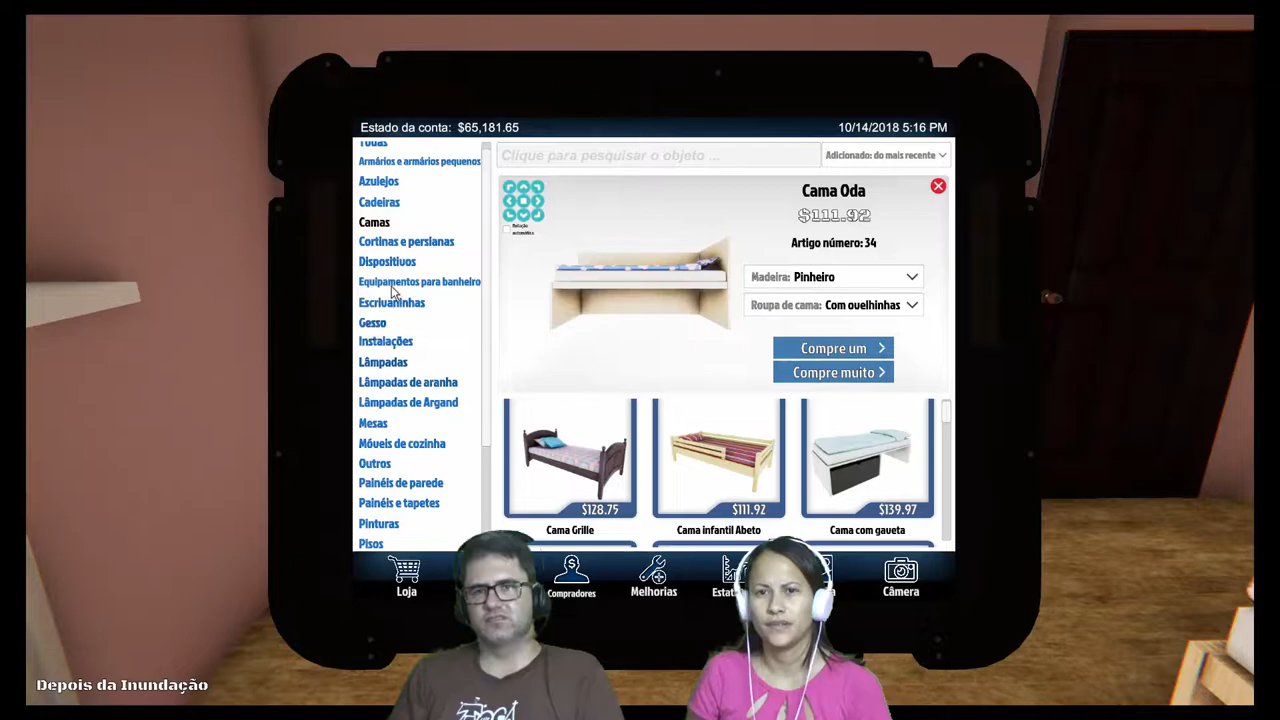 Estado da conta: $65,181.65
10/14/2018 5:16 PM
Todas
Armários e armários pequenos
Azulejos
Cadeiras
Camas
Cortinas e persianas
Dispositivos
Equipamentos para banheiro
Escrivaninhas
Gesso
Instalações
Lâmpadas
Lâmpadas de aranha
Lâmpadas de Argand
Mesas
Móveis de cozinha
Outros
Painéis de parede
Painéis e tapetes
Pinturas
Pisos
Clique para pesquisar o objeto ...
Adicionado: do mais recente
Rotação
automática
Cama Oda
$111.92
Artigo número: 34
Madeira: Pinheiro
Roupa de cama: Com ovelhinhas
Compre um
Compre muito
$128.75
$111.92
$139.97
Cama Grille
Cama infantil Abeto
Cama com gaveta
Loja
Compradores
Melhorias
Câmera
Depois da Inundação